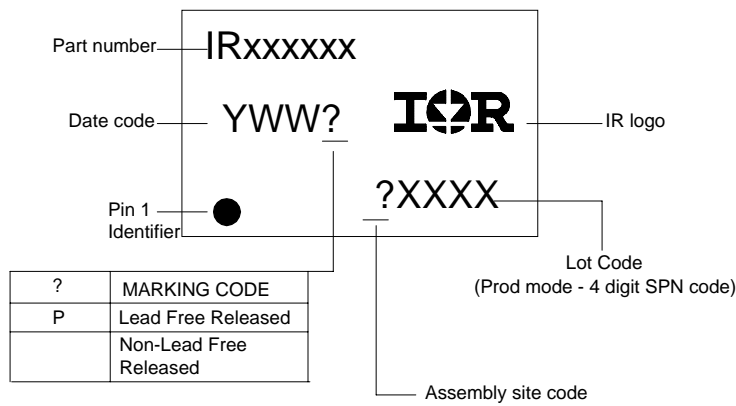 Part number
IRxxxxxx
Date code
YWW?
IOR
IR logo
?XXXX
Pin 1
Identifier
Lot Code
(Prod mode - 4 digit SPN code)
? MARKING CODE
P Lead Free Released
Non-Lead Free
Released
Assembly site code